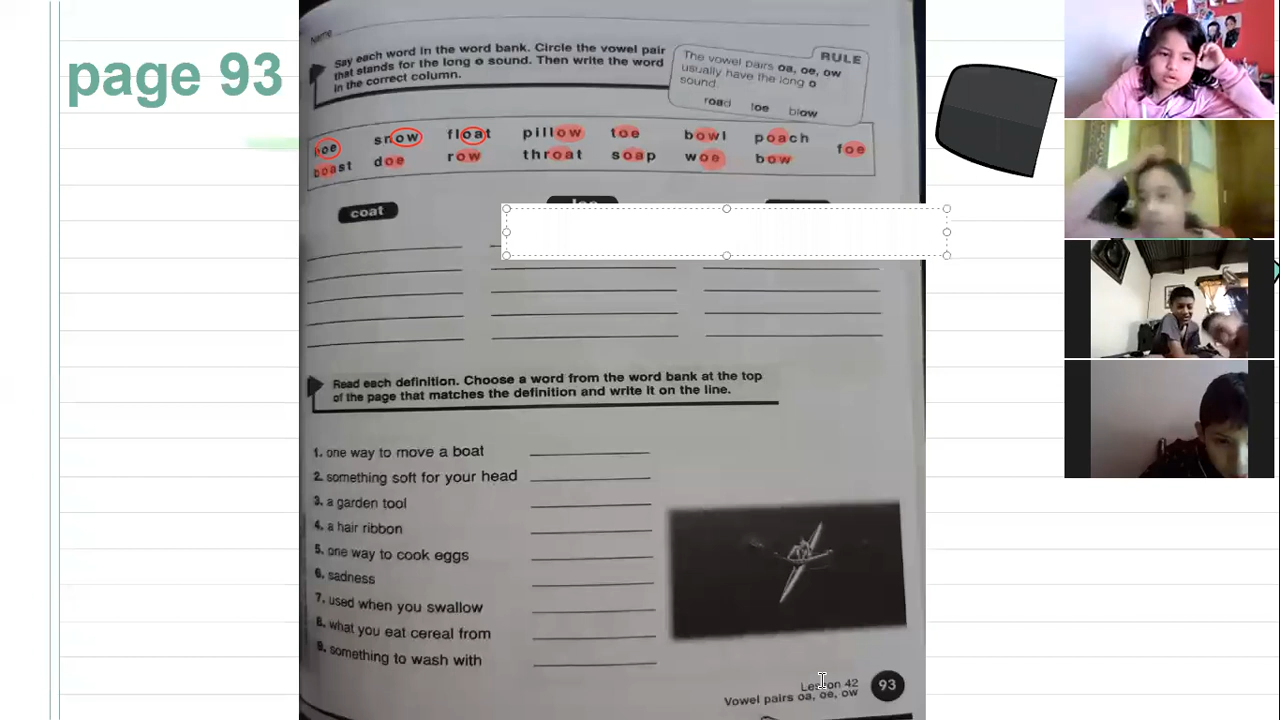 page 93
Name
Say each word in the word bank. Circle the vowel pair
that stands for the long o sound. Then write the word
in the correct column.
RULE
The vowel pairs oa, oe, ow
usually have the long o
sound.
road toe blow
hoe snow float pillow toe bowl poach foe
boast doe row throat soap woe bow
coat
Read each definition. Choose a word from the word bank at the top
of the page that matches the definition and write it on the line.
1. one way to move a boat
2. something soft for your head
3. a garden tool
4. a hair ribbon
5. one way to cook eggs
6. sadness
7. used when you swallow
8. what you eat cereal from
9. something to wash with
Lesson 42
Vowel pairs oa, oe, ow
93